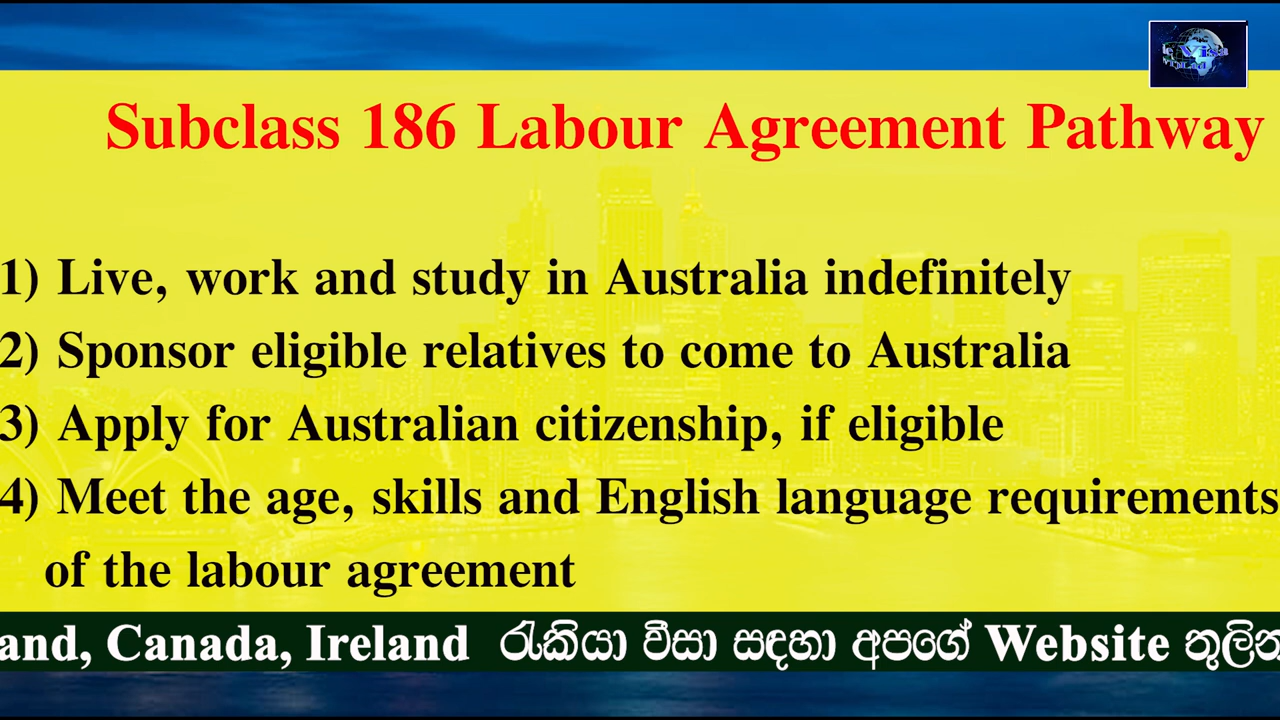 Subclass 186 Labour Agreement Pathway
1) Live, work and study in Australia indefinitely
2) Sponsor eligible relatives to come to Australia
3) Apply for Australian citizenship, if eligible
4) Meet the age, skills and English language requirements
of the labour agreement
and, Canada, Ireland රැකියා වීසා සඳහා අපගේ Website තුලින්